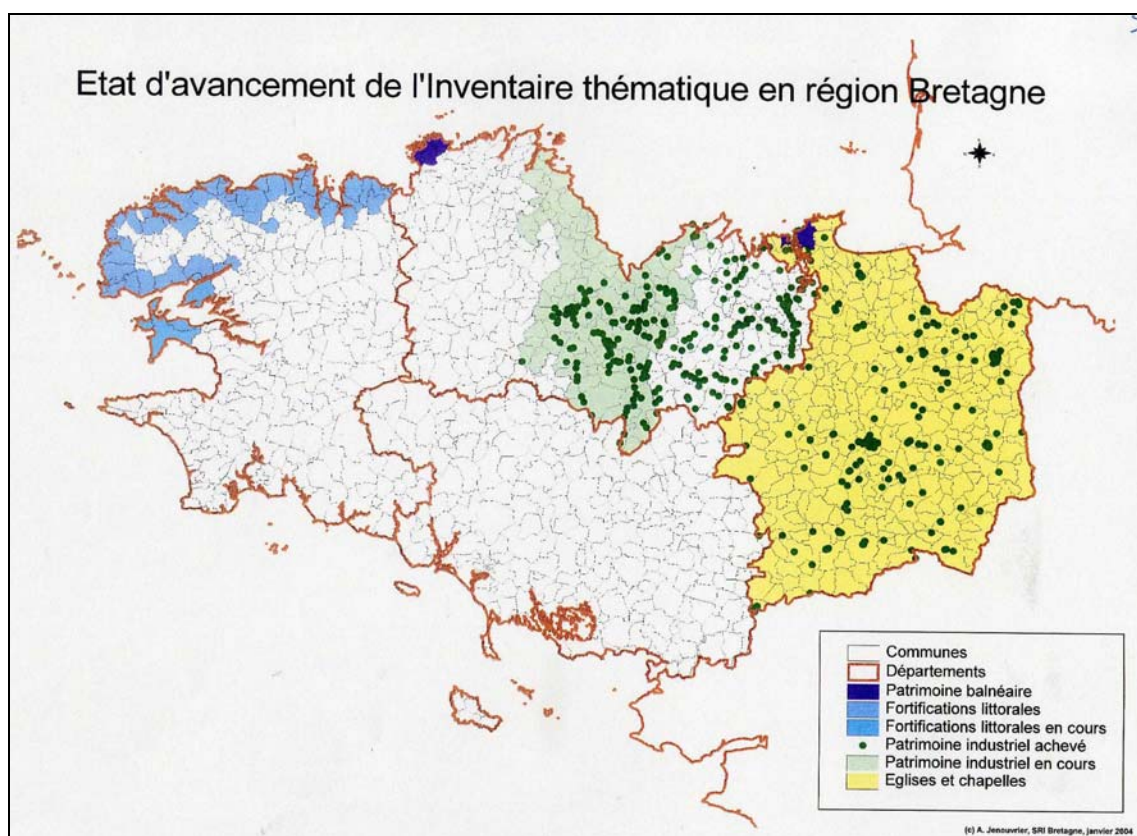 Etat d'avancement de l'Inventaire thématique en région Bretagne
Communes
Départements
Patrimoine balnéaire
Fortifications littorales
Fortifications littorales en cours
Patrimoine industriel achevé
Patrimoine industriel en cours
Eglises et chapelles
(c) A. Jenouvrier, SRI Bretagne, janvier 2004